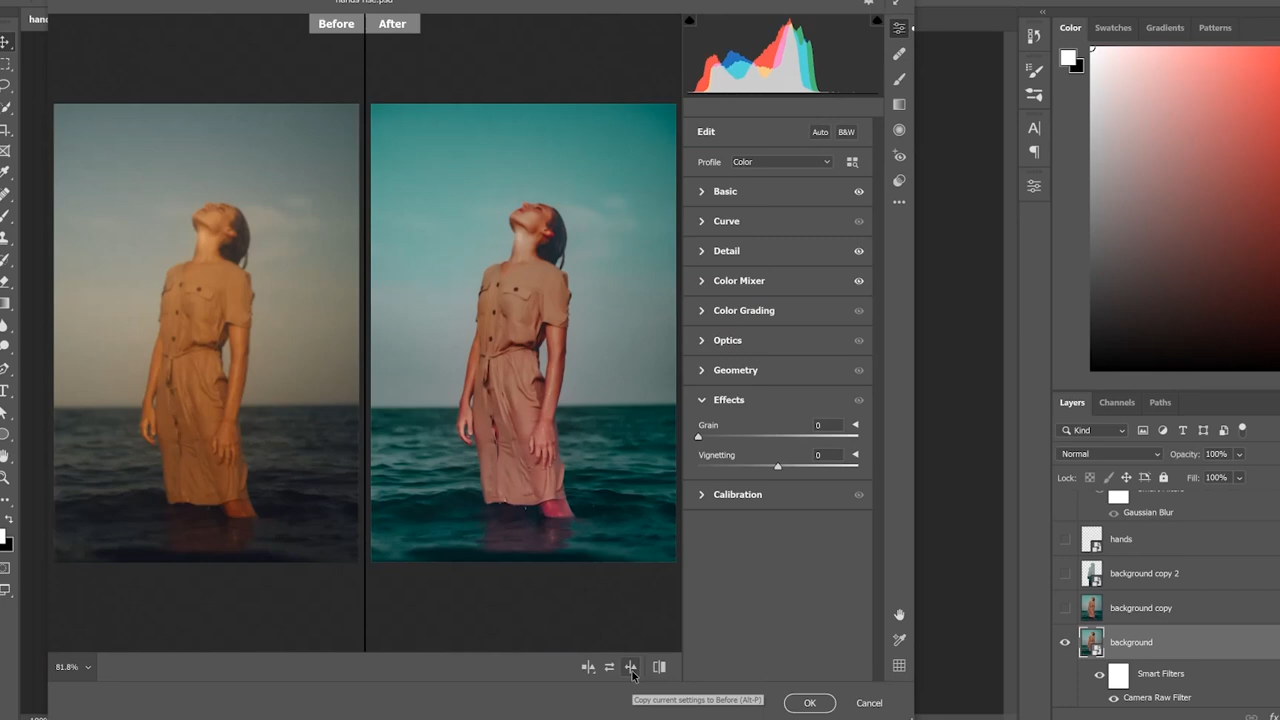 hands-rise.psd
hand
Before
After
Edit
Auto
B&W
Profile
Color
Basic
Curve
Detail
Color Mixer
Color Grading
Optics
Geometry
Effects
Grain
0
Vignetting
0
Calibration
81.8%
Copy current settings to Before (Alt-P)
OK
Cancel
Color
Swatches
Gradients
Patterns
Layers
Channels
Paths
Kind
Normal
Opacity: 100%
Lock:
Fill: 100%
Gaussian Blur
hands
background copy 2
background copy
background
Smart Filters
Camera Raw Filter